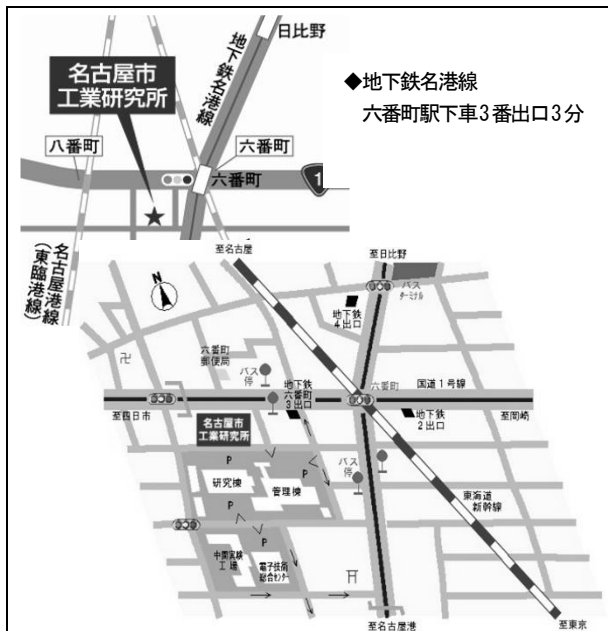 日比野
◆地下鉄名港線
六番町駅下車3番出口3分
地下鉄名港線
名古屋市
工業研究所
八番町
六番町
六番町
1
名古屋港線
(東臨港線)
至名古屋
至日比野
N
バス
ターミナル
地下鉄
4出口
卍
六番町
郵便局
バス
停
地下鉄
六番町
3出口
六番町
国道1号線
至四日市
地下鉄
2出口
至岡崎
名古屋市
工業研究所
P
研究棟
管理棟
P
バス
停
東海道
新幹線
P
P
中間実験
工場
電子技術
総合センター
至名古屋港
至東京